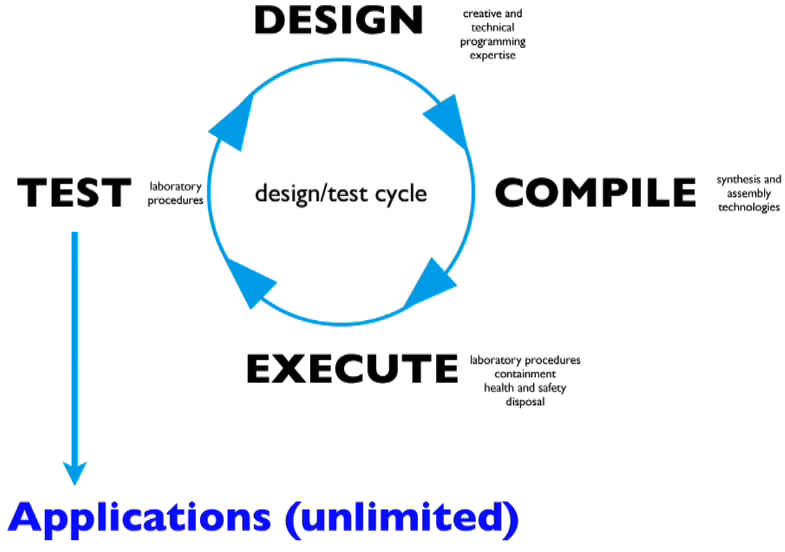 DESIGN
creative and
technical
programming
expertise
TEST
laboratory
procedures
design/test cycle
COMPILE
synthesis and
assembly
technologies
EXECUTE
laboratory procedures
containment
health and safety
disposal
Applications (unlimited)